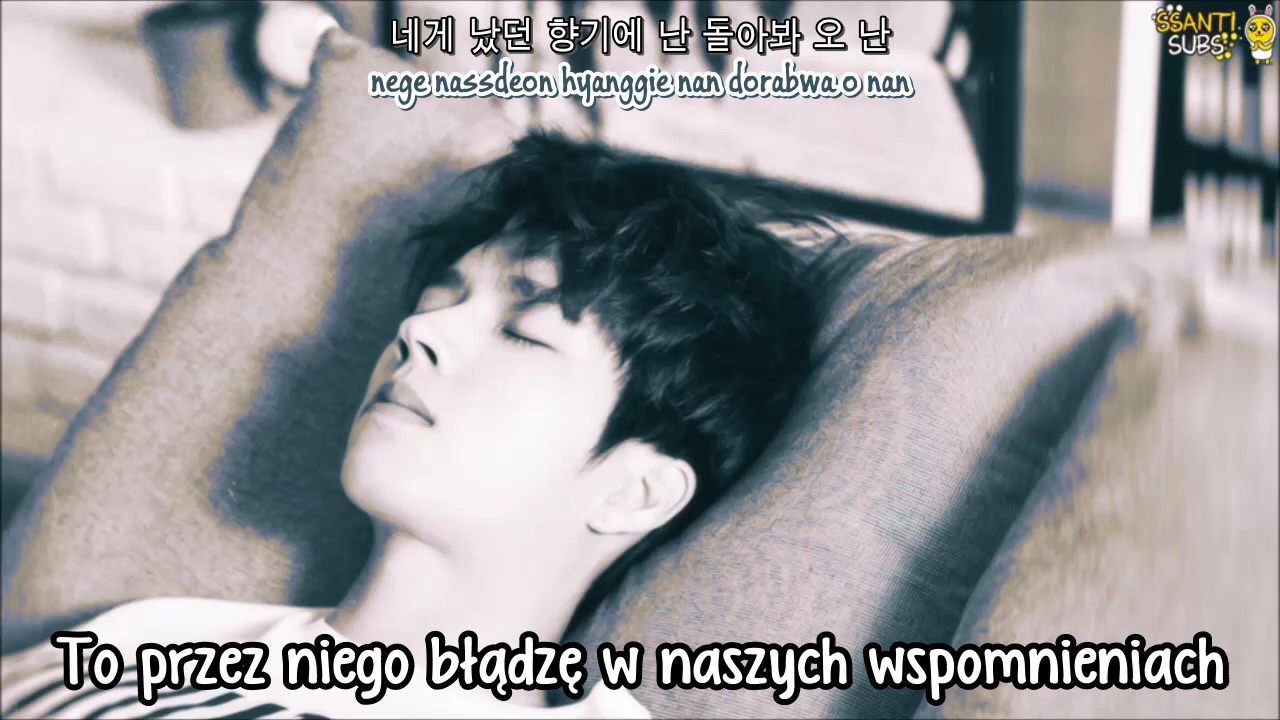 네게 났던 향기에 난 돌아봐 오 난
nege nassdeon hyanggie nan dorabwa o nan
SSANTI
SUBS
To przez niego błądzę w naszych wspomnieniach